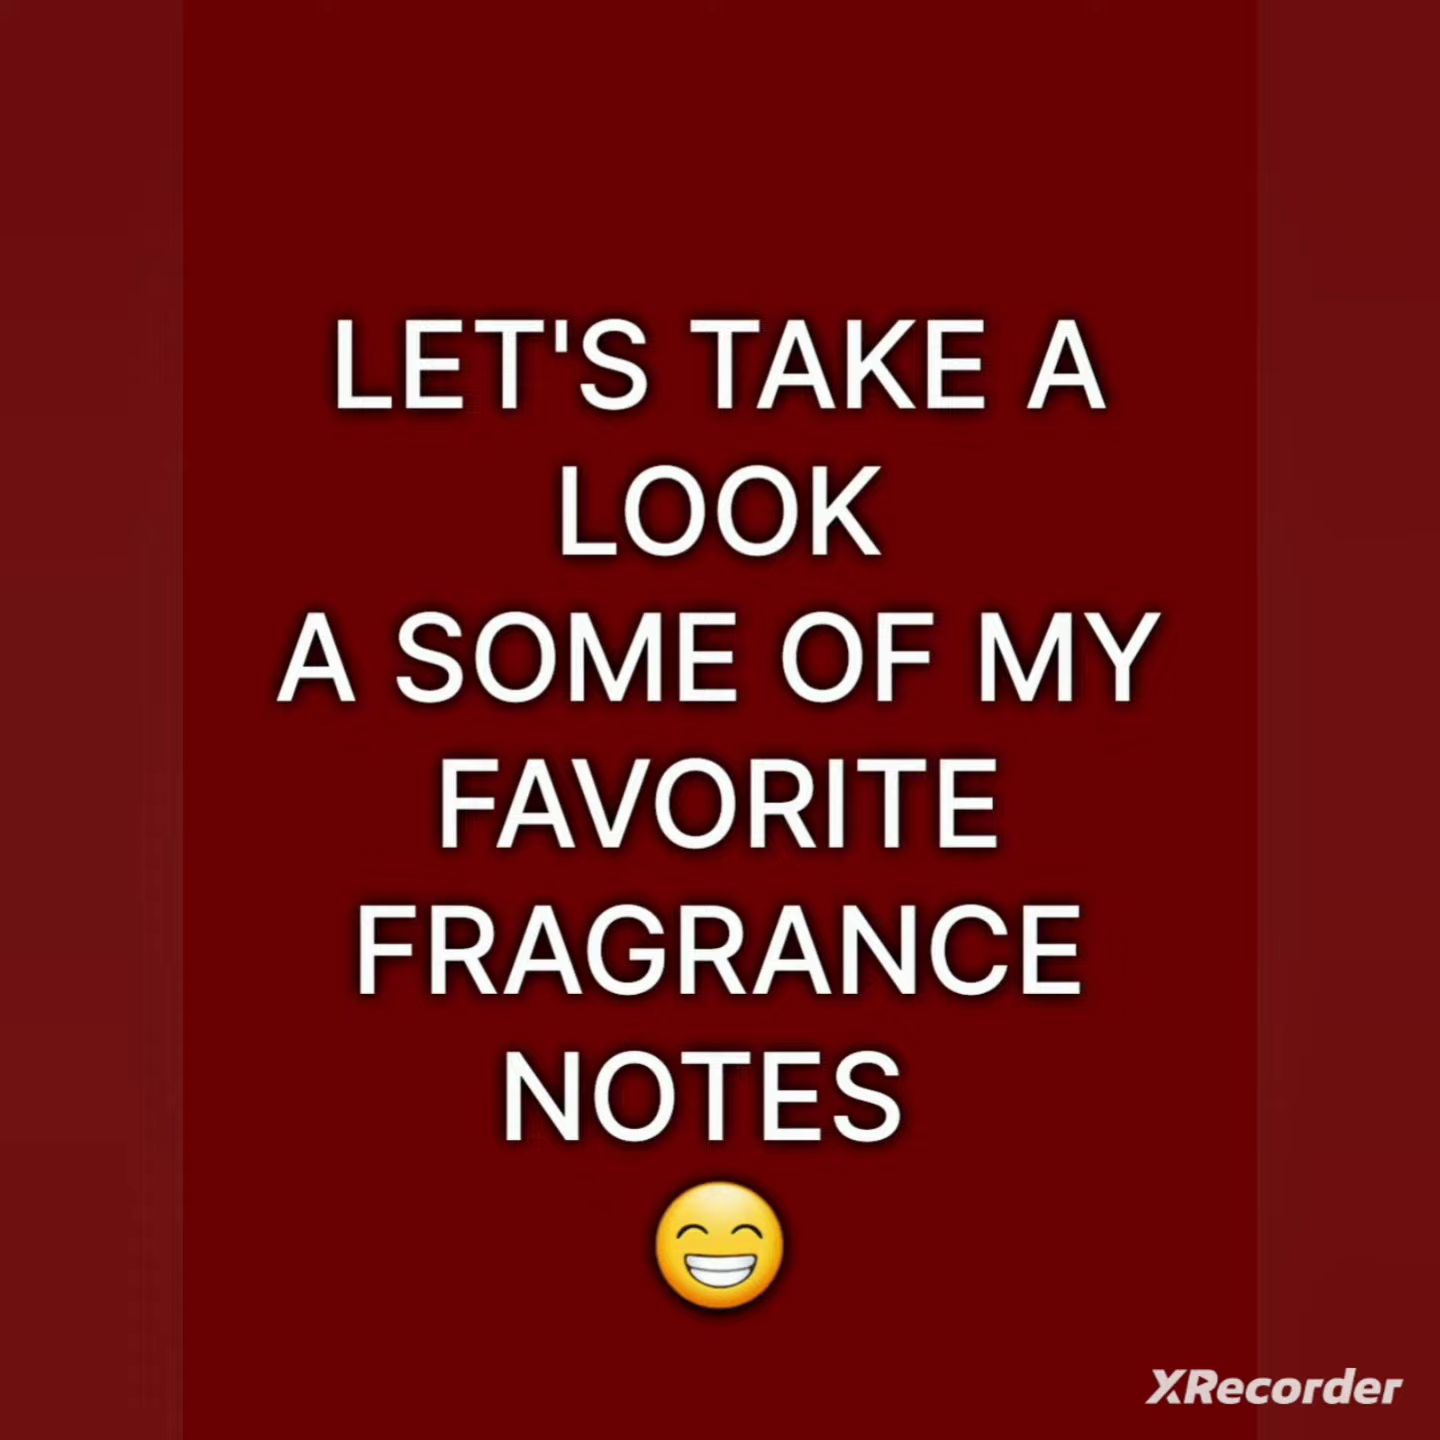 LET'S TAKE A
LOOK
A SOME OF MY
FAVORITE
FRAGRANCE
NOTES
XRecorder